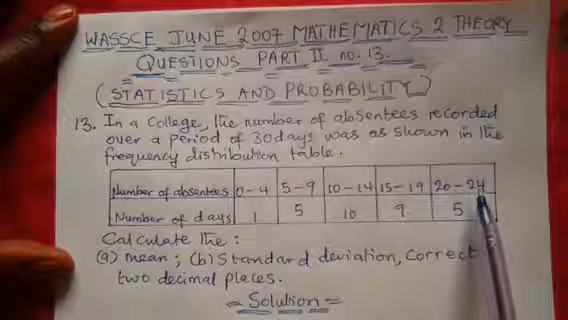 WASSCE JUNE 2007 MATHEMATICS 2 THEORY
QUESTIONS PART II no. 13.
(STATISTICS AND PROBABILITY)
13. In a College, the number of absentees recorded
over a period of 30 days was as shown in the
frequency distribution table.
Number of absentees 0-4 5-9 10-14 15-19 20-24
Number of days 1 5 10 9 5
Calculate the:
(a) mean; (b) Standard deviation, Correct
two decimal places.
= Solution =